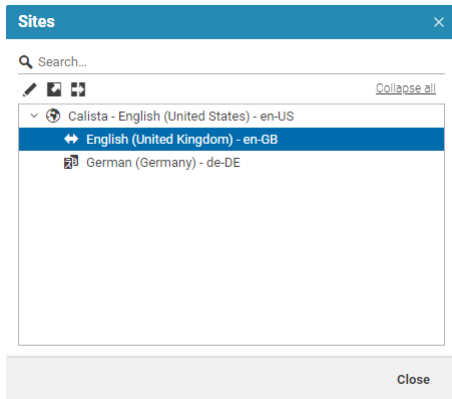 Sites
Search...
Collapse all
Calista - English (United States) - en-US
English (United Kingdom) - en-GB
German (Germany) - de-DE
Close